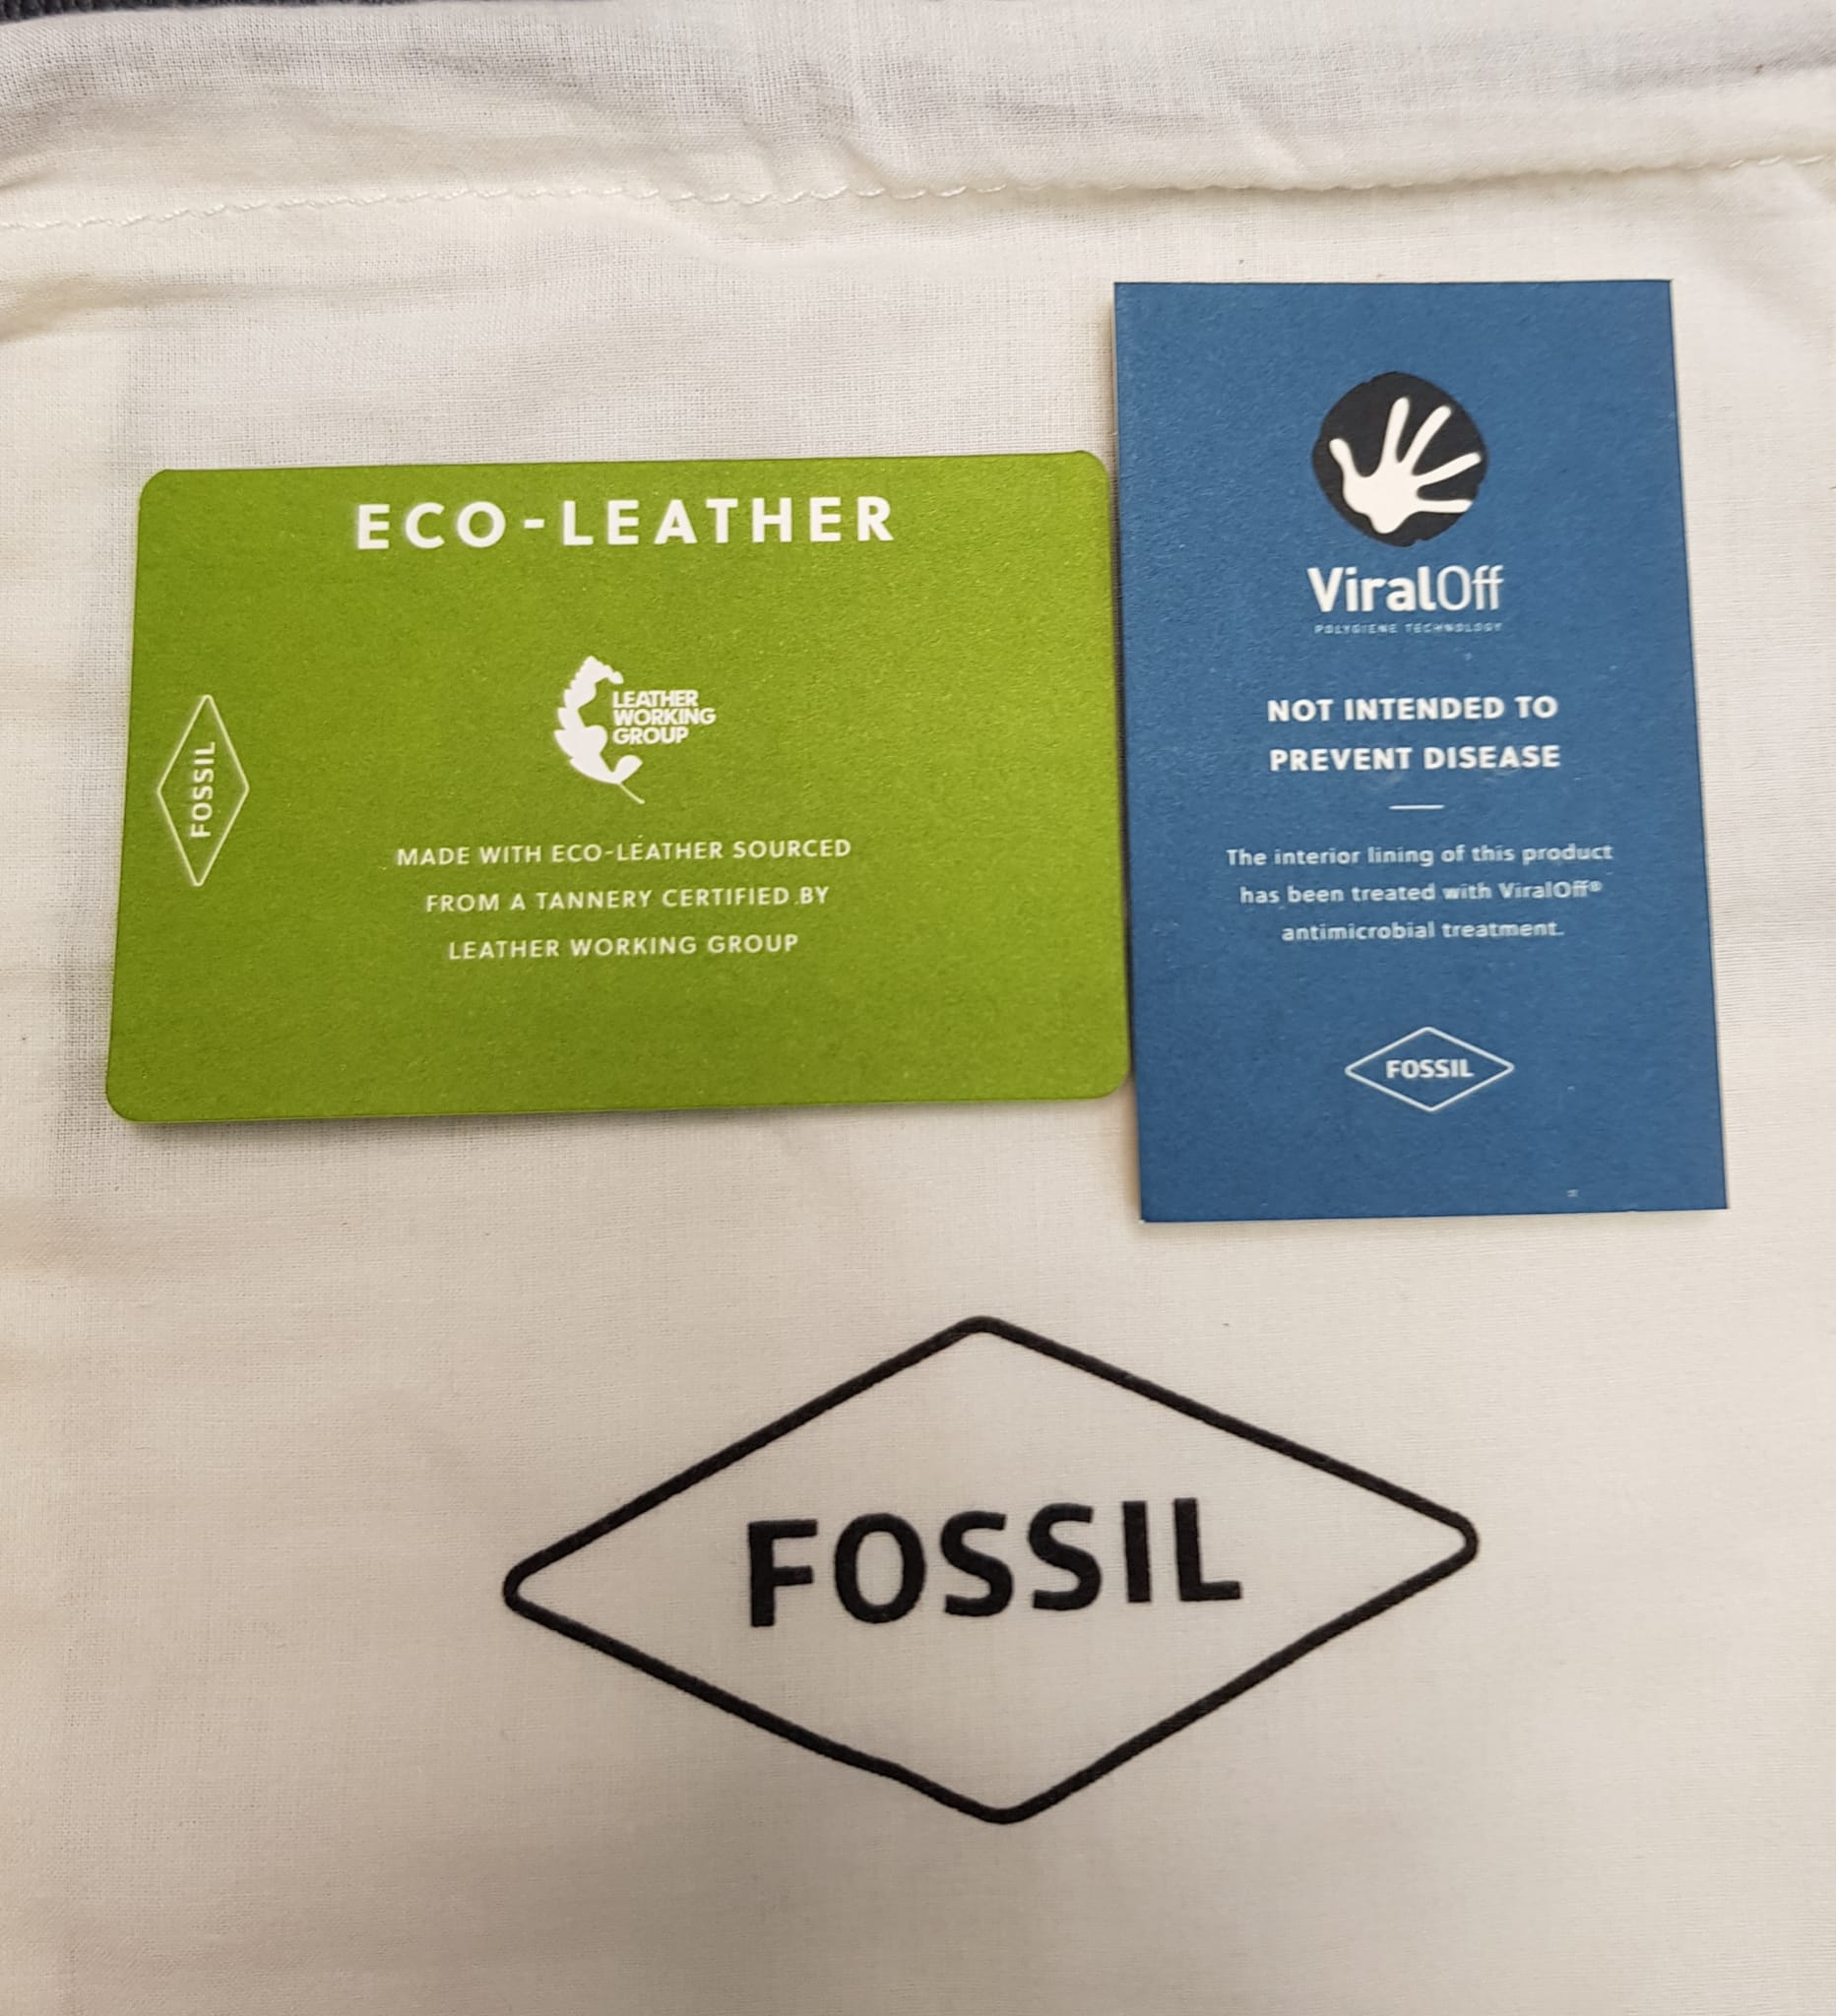 ECO-LEATHER
LEATHER
WORKING
GROUP
FOSSIL
MADE WITH ECO-LEATHER SOURCED
FROM A TANNERY CERTIFIED BY
LEATHER WORKING GROUP
ViralOff
POLYGIENE TECHNOLOGY
NOT INTENDED TO
PREVENT DISEASE
The interior lining of this product
has been treated with ViralOff®
antimicrobial treatment.
FOSSIL
FOSSIL